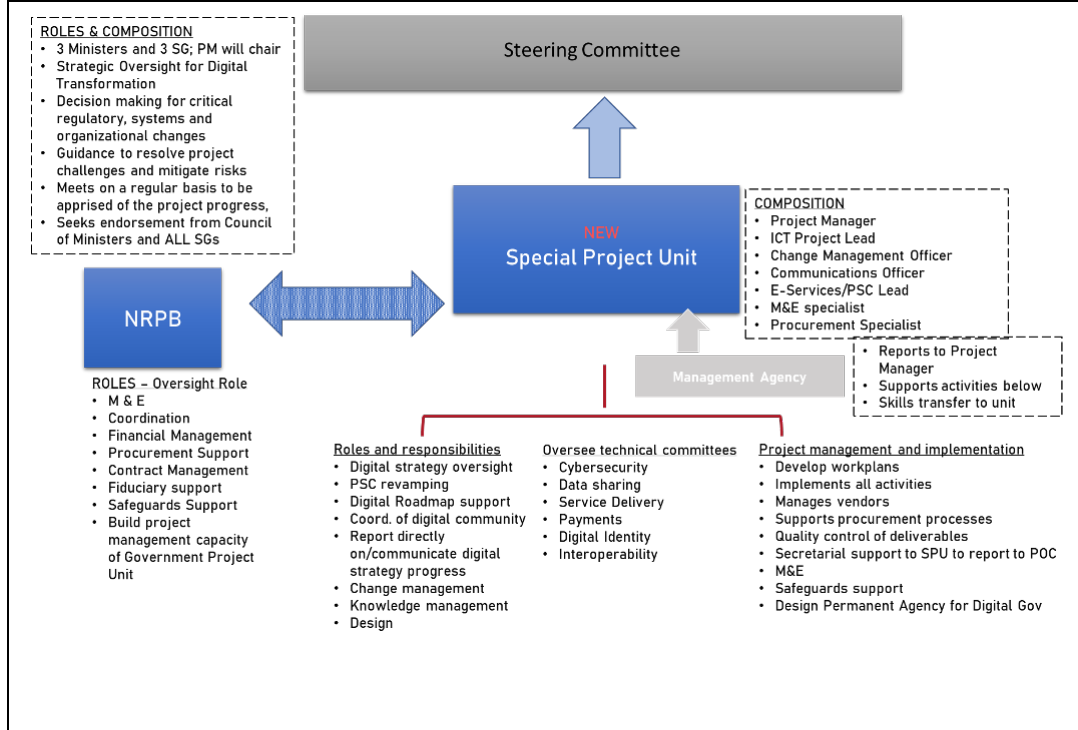 ROLES & COMPOSITION
• 3 Ministers and 3 SG; PM will chair
• Strategic Oversight for Digital
Transformation
• Decision making for critical
regulatory, systems and
organizational changes
• Guidance to resolve project
challenges and mitigate risks
• Meets on a regular basis to be
apprised of the project progress,
• Seeks endorsement from Council
of Ministers and ALL SGs
Steering Committee
NEW
Special Project Unit
COMPOSITION
• Project Manager
• ICT Project Lead
• Change Management Officer
• Communications Officer
• E-Services/PSC Lead
• M&E specialist
• Procurement Specialist
NRPB
Management Agency
• Reports to Project
Manager
• Supports activities below
• Skills transfer to unit
ROLES – Oversight Role
• M & E
• Coordination
• Financial Management
• Procurement Support
• Contract Management
• Fiduciary support
• Safeguards Support
• Build project
management capacity
of Government Project
Unit
Roles and responsibilities
• Digital strategy oversight
• PSC revamping
• Digital Roadmap support
• Coord. of digital community
• Report directly
on/communicate digital
strategy progress
• Change management
• Knowledge management
• Design
Oversee technical committees
• Cybersecurity
• Data sharing
• Service Delivery
• Payments
• Digital Identity
• Interoperability
Project management and implementation
• Develop workplans
• Implements all activities
• Manages vendors
• Supports procurement processes
• Quality control of deliverables
• Secretarial support to SPU to report to POC
• M&E
• Safeguards support
• Design Permanent Agency for Digital Gov